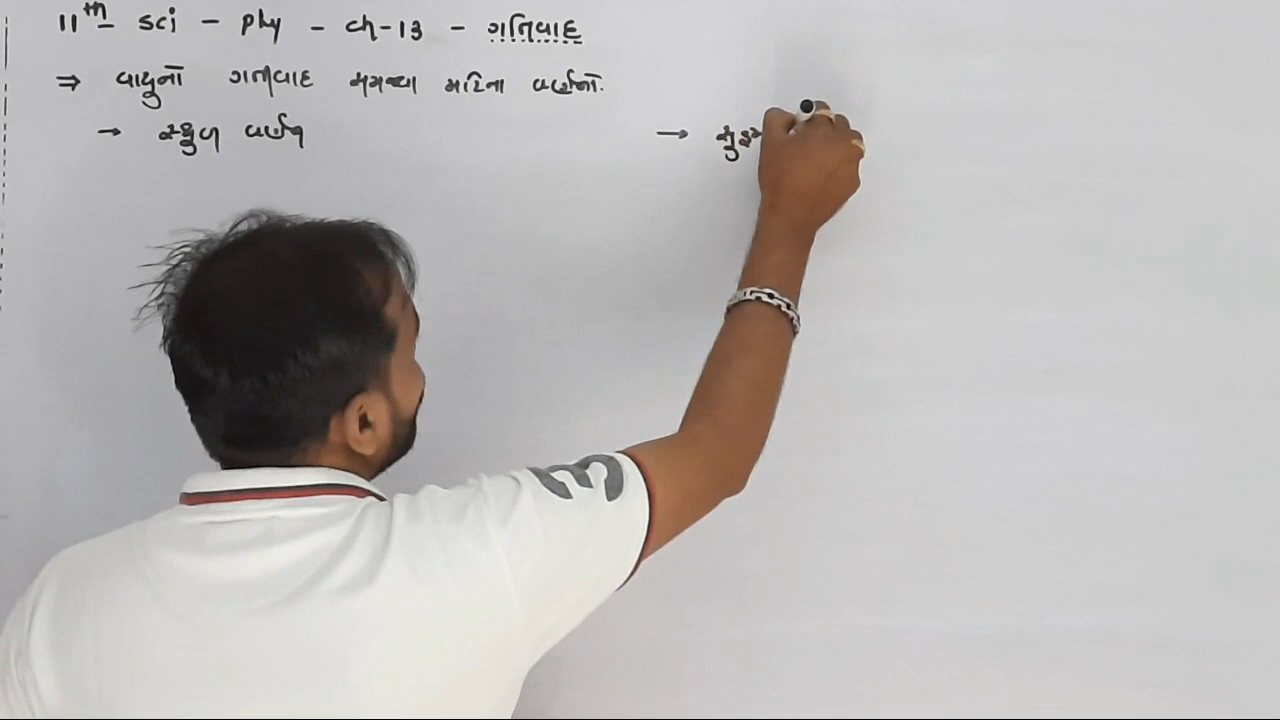 11th sci - phy - ch-13 - ગતિવાદ
⇒ વાયુનો ગતિવાદ સમજવા માટેના વર્ણનો.
→ સ્થુળ વર્ણન
→